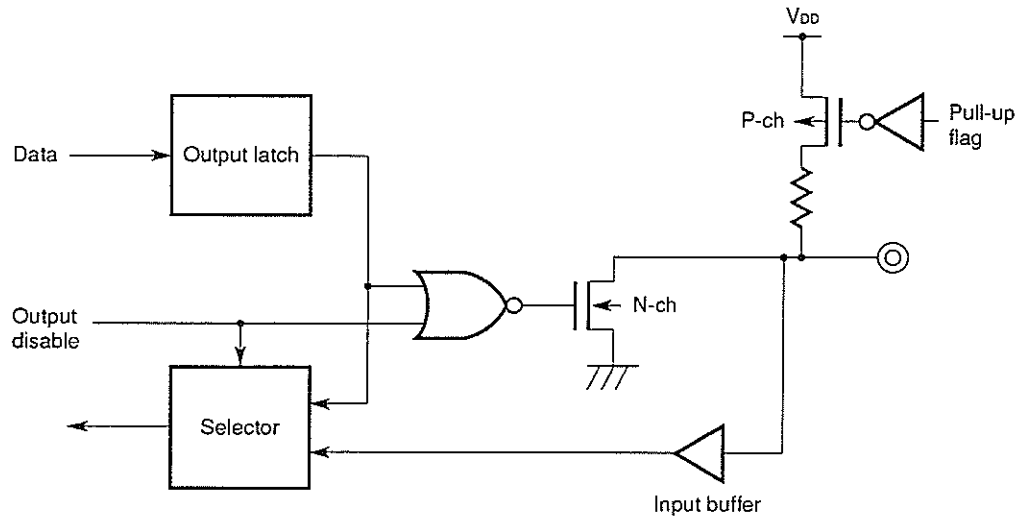 VDD
P-ch
Pull-up
flag
Data
Output latch
N-ch
Output
disable
Selector
Input buffer